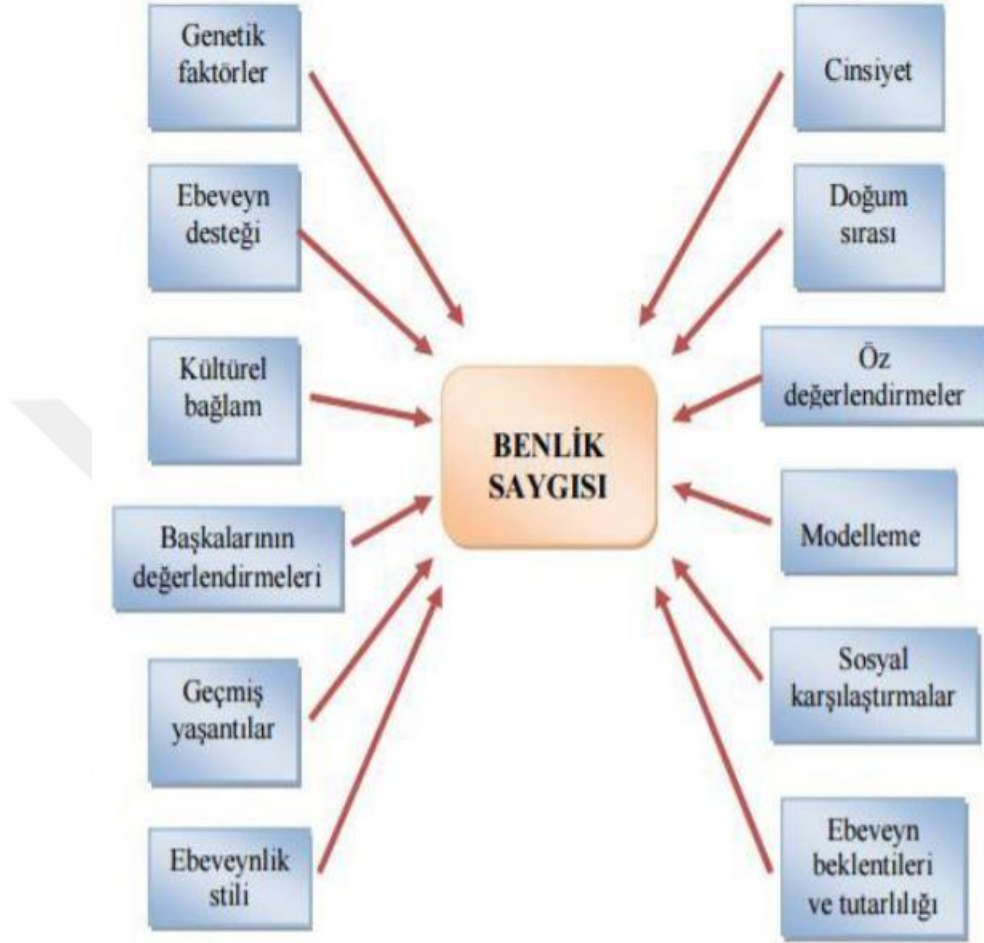 Genetik
faktörler
Cinsiyet
Ebeveyn
desteği
Doğum
sırası
Kültürel
bağlam
Öz
değerlendirmeler
BENLİK
SAYGISI
Başkalarının
değerlendirmeleri
Modelleme
Geçmiş
yaşantılar
Sosyal
karşılaştırmalar
Ebeveynlik
stili
Ebeveyn
beklentileri
ve tutarlılığı